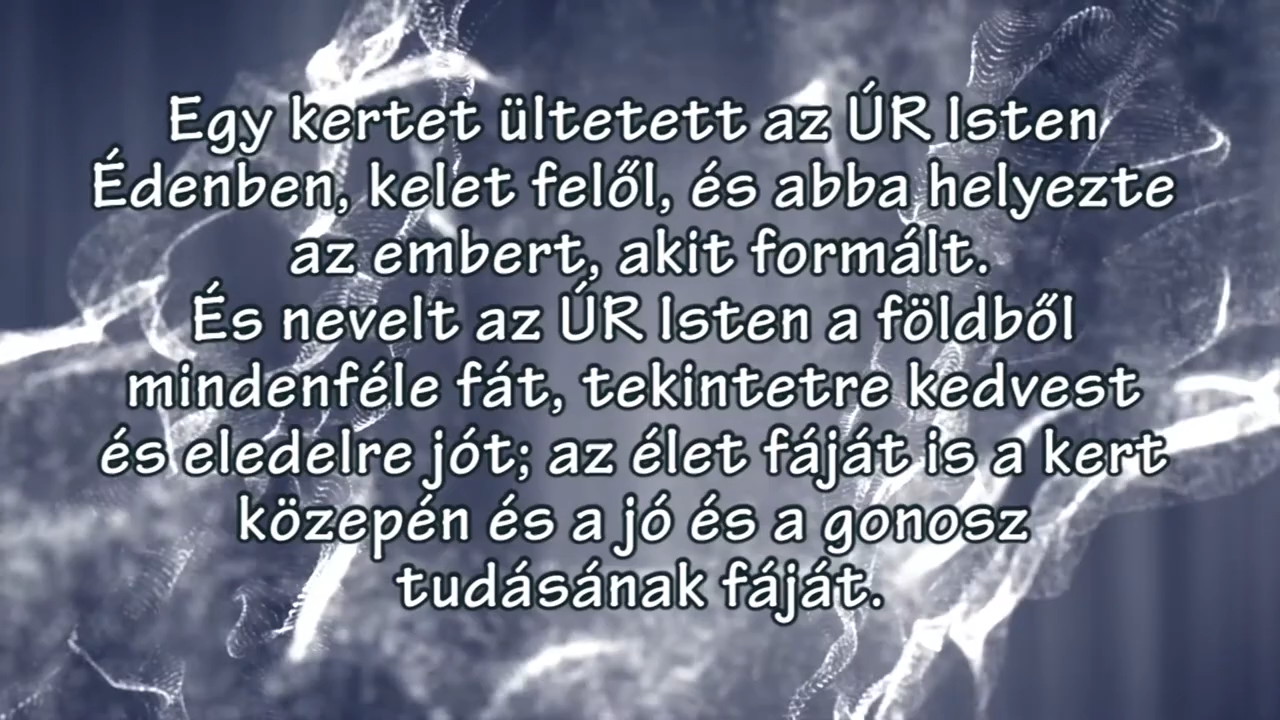 Egy kertet ültetett az ÚR Isten
Édenben, kelet felől, és abba helyezte
az embert, akit formált.
És nevelt az ÚR Isten a földből
mindenféle fát, tekintetre kedvest
és eledelre jót; az élet fáját is a kert
közepén és a jó és a gonosz
tudásának fáját.